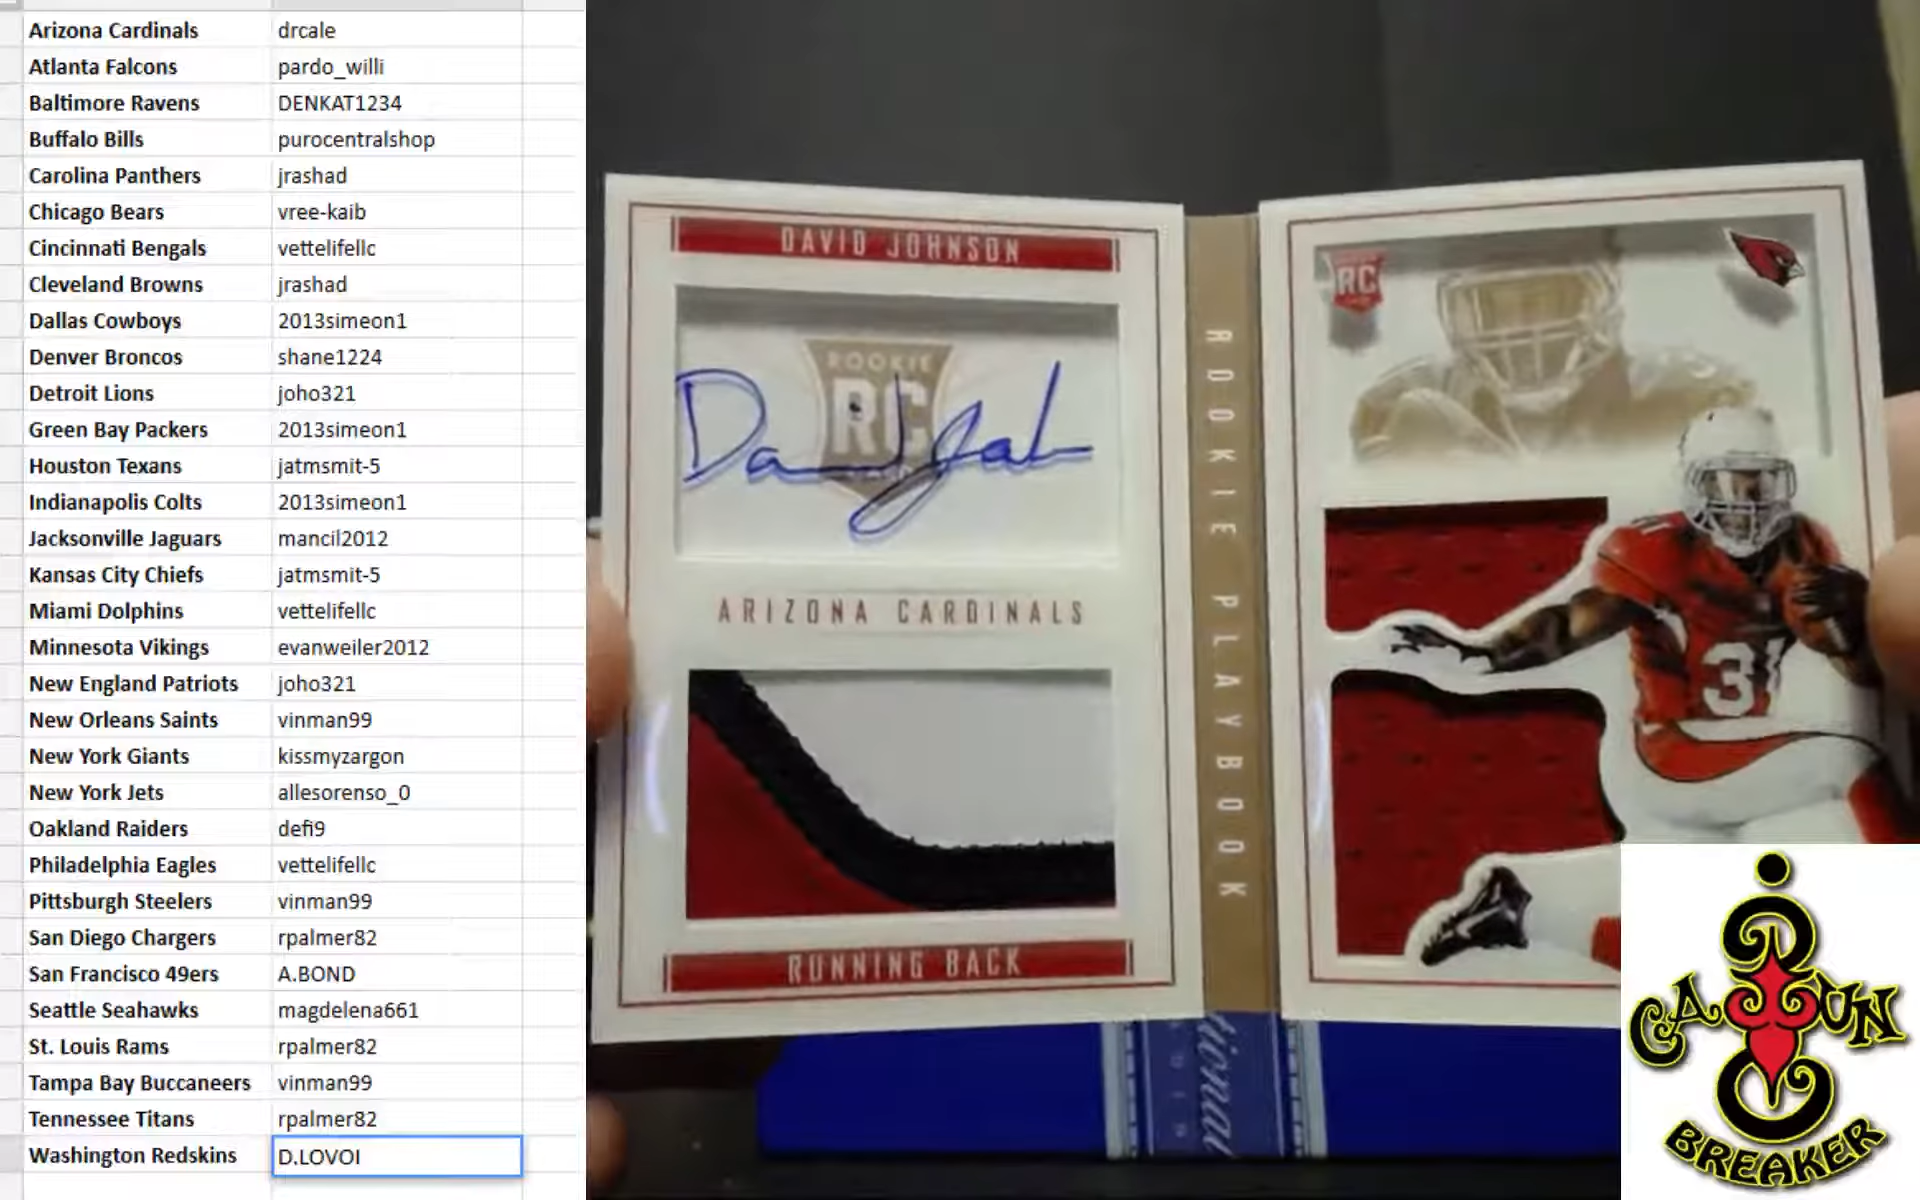 Arizona Cardinals drcale
Atlanta Falcons pardo_willi
Baltimore Ravens DENKAT1234
Buffalo Bills purocentralshop
Carolina Panthers jrashad
Chicago Bears vree-kaib
Cincinnati Bengals vettelifellc
Cleveland Browns jrashad
Dallas Cowboys 2013simeon1
Denver Broncos shane1224
Detroit Lions joho321
Green Bay Packers 2013simeon1
Houston Texans jatmsmit-5
Indianapolis Colts 2013simeon1
Jacksonville Jaguars mancil2012
Kansas City Chiefs jatmsmit-5
Miami Dolphins vettelifellc
Minnesota Vikings evanweiler2012
New England Patriots joho321
New Orleans Saints vinman99
New York Giants kissmyzargon
New York Jets allesorenso_0
Oakland Raiders defi9
Philadelphia Eagles vettelifellc
Pittsburgh Steelers vinman99
San Diego Chargers rpalmer82
San Francisco 49ers A.BOND
Seattle Seahawks magdelena661
St. Louis Rams rpalmer82
Tampa Bay Buccaneers vinman99
Tennessee Titans rpalmer82
Washington Redskins D.LOVOI
DAVID JOHNSON
ROOKIE
RC
David Joh
ARIZONA CARDINALS
RUNNING BACK
ROOKIE PLAYBOOK
RC
31
CAJUN
BREAKER